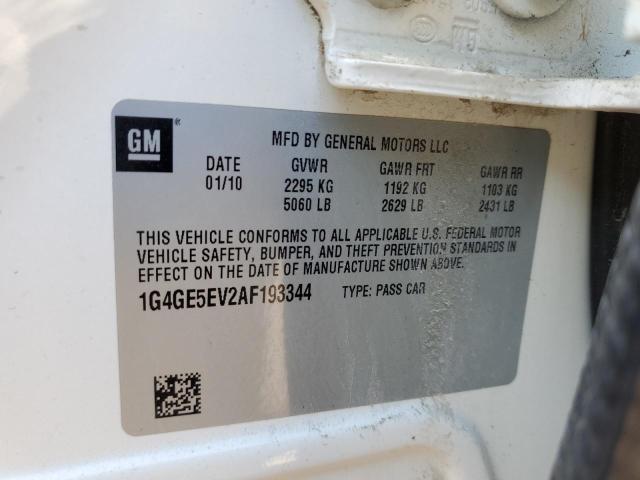 GM
MFD BY GENERAL MOTORS LLC
DATE GVWR GAWR FRT GAWR RR
01/10 2295 KG 1192 KG 1103 KG
5060 LB 2629 LB 2431 LB
THIS VEHICLE CONFORMS TO ALL APPLICABLE U.S. FEDERAL MOTOR
VEHICLE SAFETY, BUMPER, AND THEFT PREVENTION STANDARDS IN
EFFECT ON THE DATE OF MANUFACTURE SHOWN ABOVE.
1G4GE5EV2AF193344 TYPE: PASS CAR